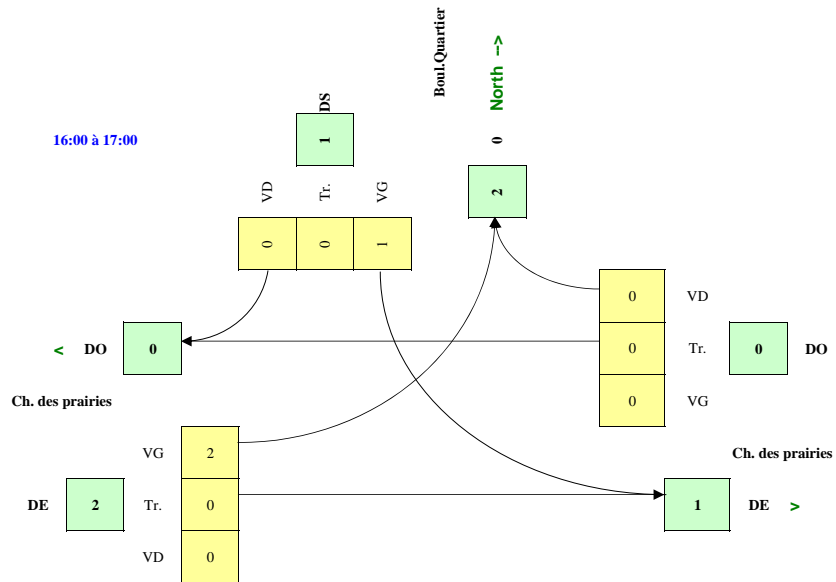 Boul.Quartier
North -->
DS
16:00 à 17:00
1
0
VD Tr. VG
2
0 0 1
0 VD
< DO 0
0 Tr. 0 DO
Ch. des prairies
0 VG
VG 2
Ch. des prairies
DE 2 Tr. 0
1 DE >
VD 0